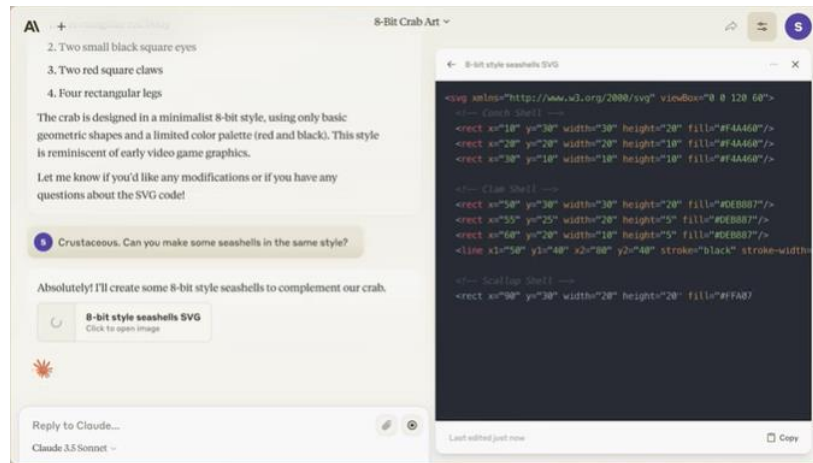 8-Bit Crab Art
S
2. Two small black square eyes
3. Two red square claws
4. Four rectangular legs
The crab is designed in a minimalist 8-bit style, using only basic
geometric shapes and a limited color palette (red and black). This style
is reminiscent of early video game graphics.
Let me know if you'd like any modifications or if you have any
questions about the SVG code!
S Crustaceous. Can you make some seashells in the same style?
Absolutely! I'll create some 8-bit style seashells to complement our crab.
8-bit style seashells SVG
Click to open image
Reply to Claude...
Claude 3.5 Sonnet
8-bit style seashells SVG
<svg xmlns="http://www.w3.org/2000/svg" viewBox="0 0 120 60">
<!-- Conch Shell -->
<rect x="10" y="30" width="30" height="20" fill="#F4A460"/>
<rect x="20" y="20" width="20" height="10" fill="#F4A460"/>
<rect x="30" y="10" width="10" height="10" fill="#F4A460"/>
<!-- Clam Shell -->
<rect x="50" y="30" width="30" height="20" fill="#DEB887"/>
<rect x="55" y="25" width="20" height="5" fill="#DEB887"/>
<rect x="60" y="20" width="10" height="5" fill="#DEB887"/>
<line x1="50" y1="40" x2="80" y2="40" stroke="black" stroke-width=
<!-- Scallop Shell -->
<rect x="90" y="30" width="20" height="20" fill="#FFA07
Last edited just now
Copy